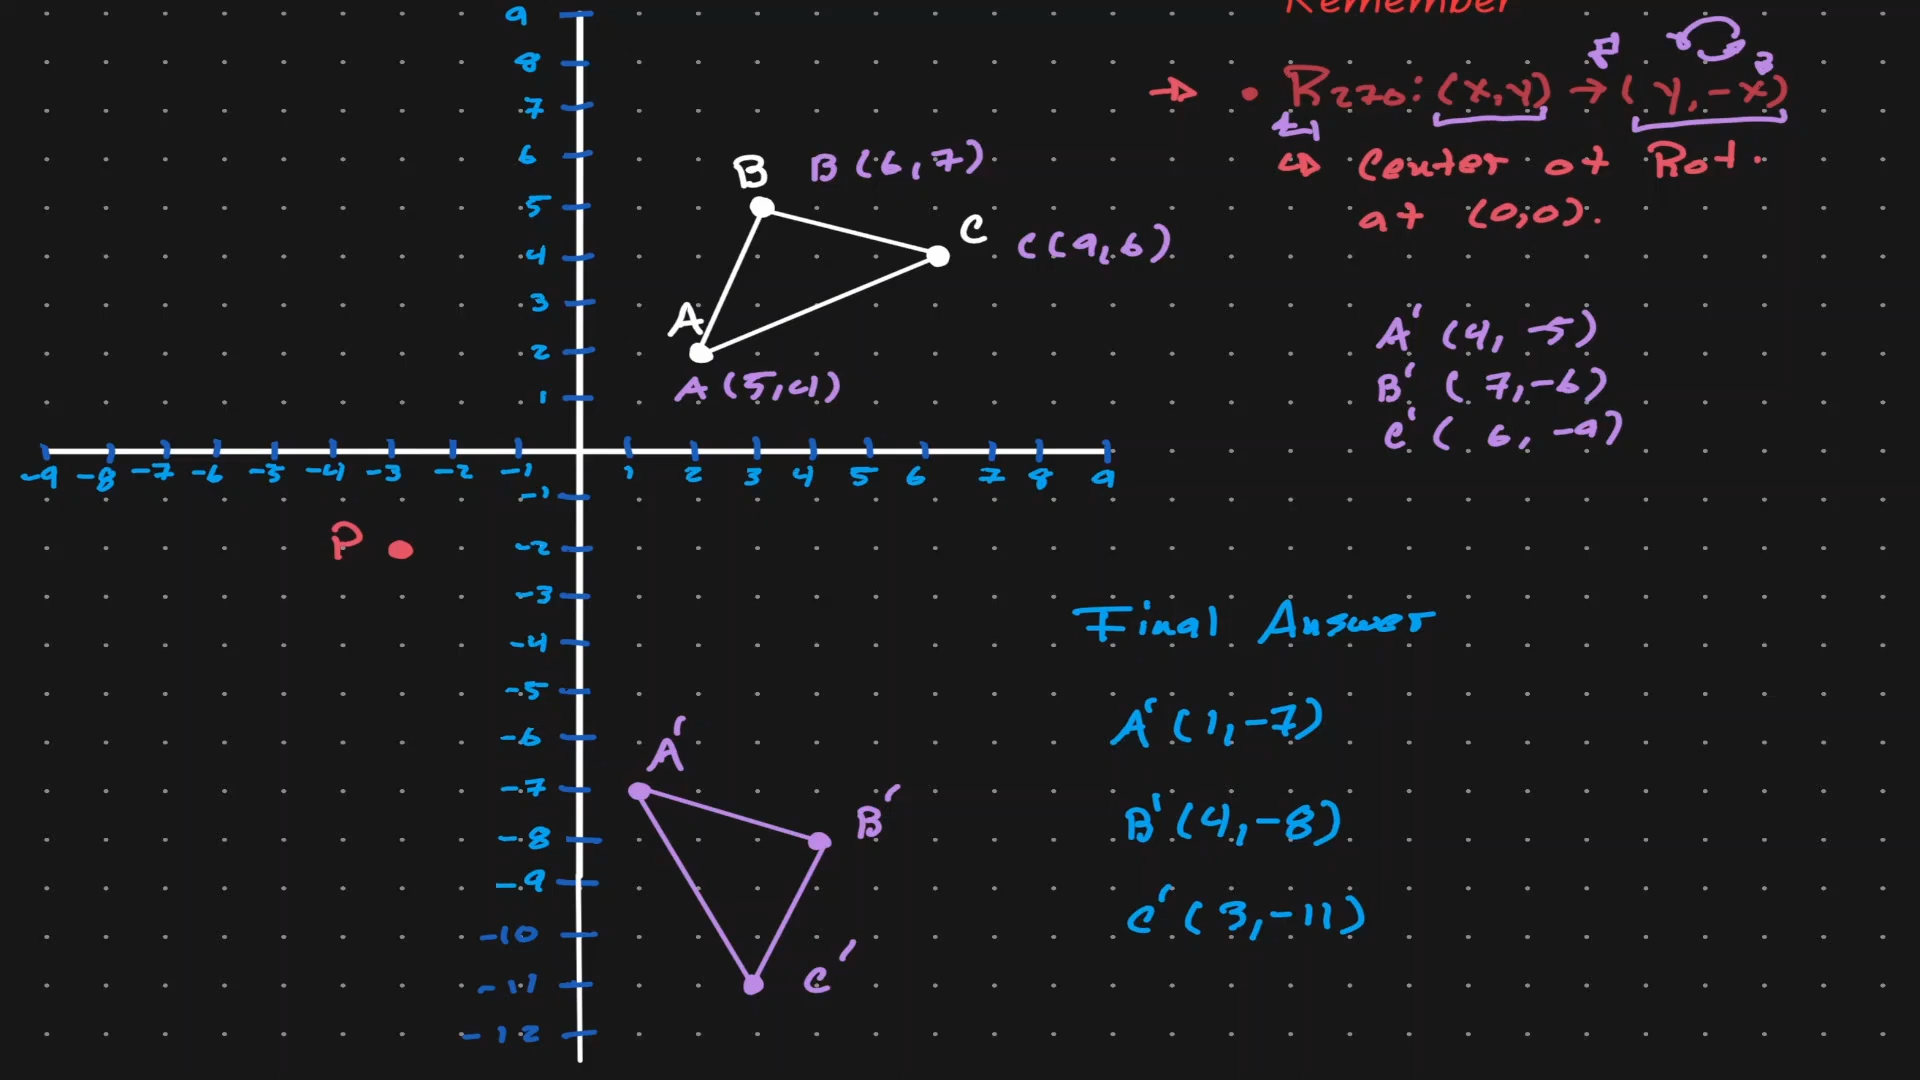 Remember
→ • R270: (x,y) → ( y, -x)
⇨ Center of Rot.
at (0,0).
9
8
7
6
5
4
3
2
1
B B (6,7)
C C(9,6)
A
A (5,4)
A' (4, -5)
B' ( 7, -6)
C' ( 6, -9)
-9 -8 -7 -6 -5 -4 -3 -2 -1 1 2 3 4 5 6 7 8 9
-1
P
-2
-3
-4
-5
-6
-7
-8
-9
-10
-11
-12
A'
B'
C'
Final Answer
A' (1, -7)
B' (4, -8)
C' (3, -11)